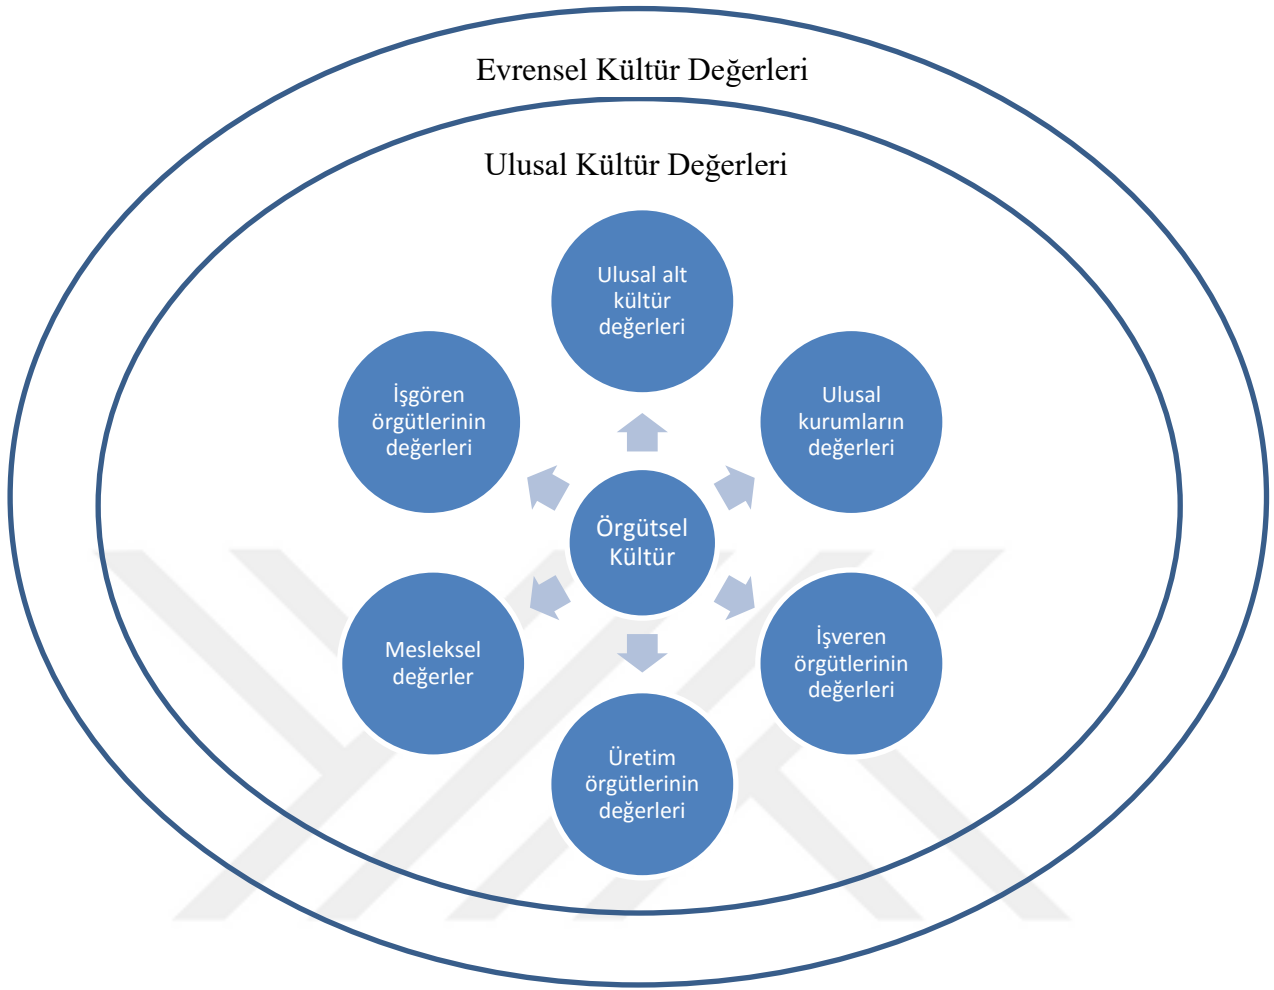 Evrensel Kültür Değerleri
Ulusal Kültür Değerleri
Ulusal alt
kültür
değerleri
İşgören
örgütlerinin
değerleri
Ulusal
kurumların
değerleri
Örgütsel
Kültür
Mesleksel
değerler
İşveren
örgütlerinin
değerleri
Üretim
örgütlerinin
değerleri